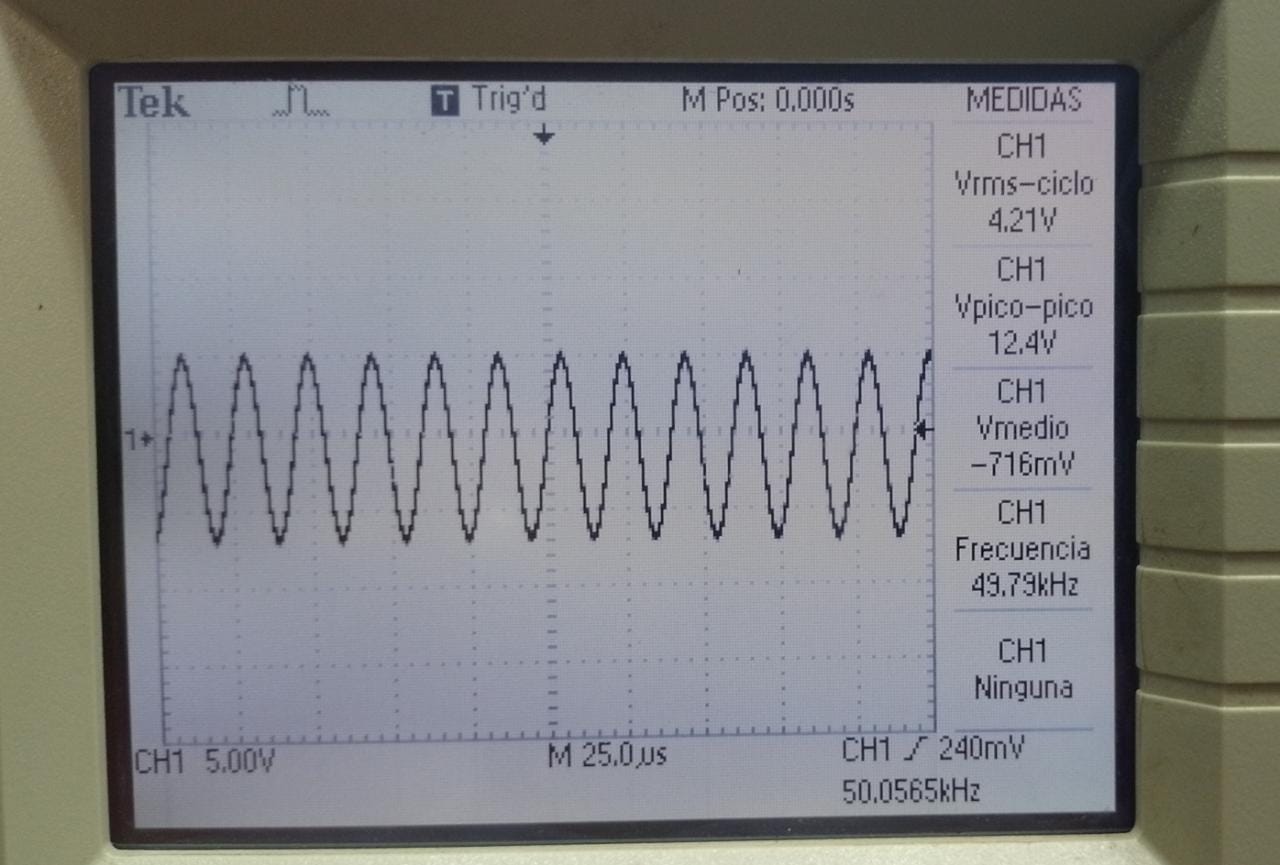 Tek T Trig'd M Pos: 0.000s MEDIDAS
CH1
Vrms-ciclo
4.21V
CH1
Vpico-pico
12.4V
CH1
Vmedio
-716mV
CH1
Frecuencia
49.79kHz
CH1
Ninguna
1
CH1 5.00V M 25.0µs CH1 240mV
50.0565kHz